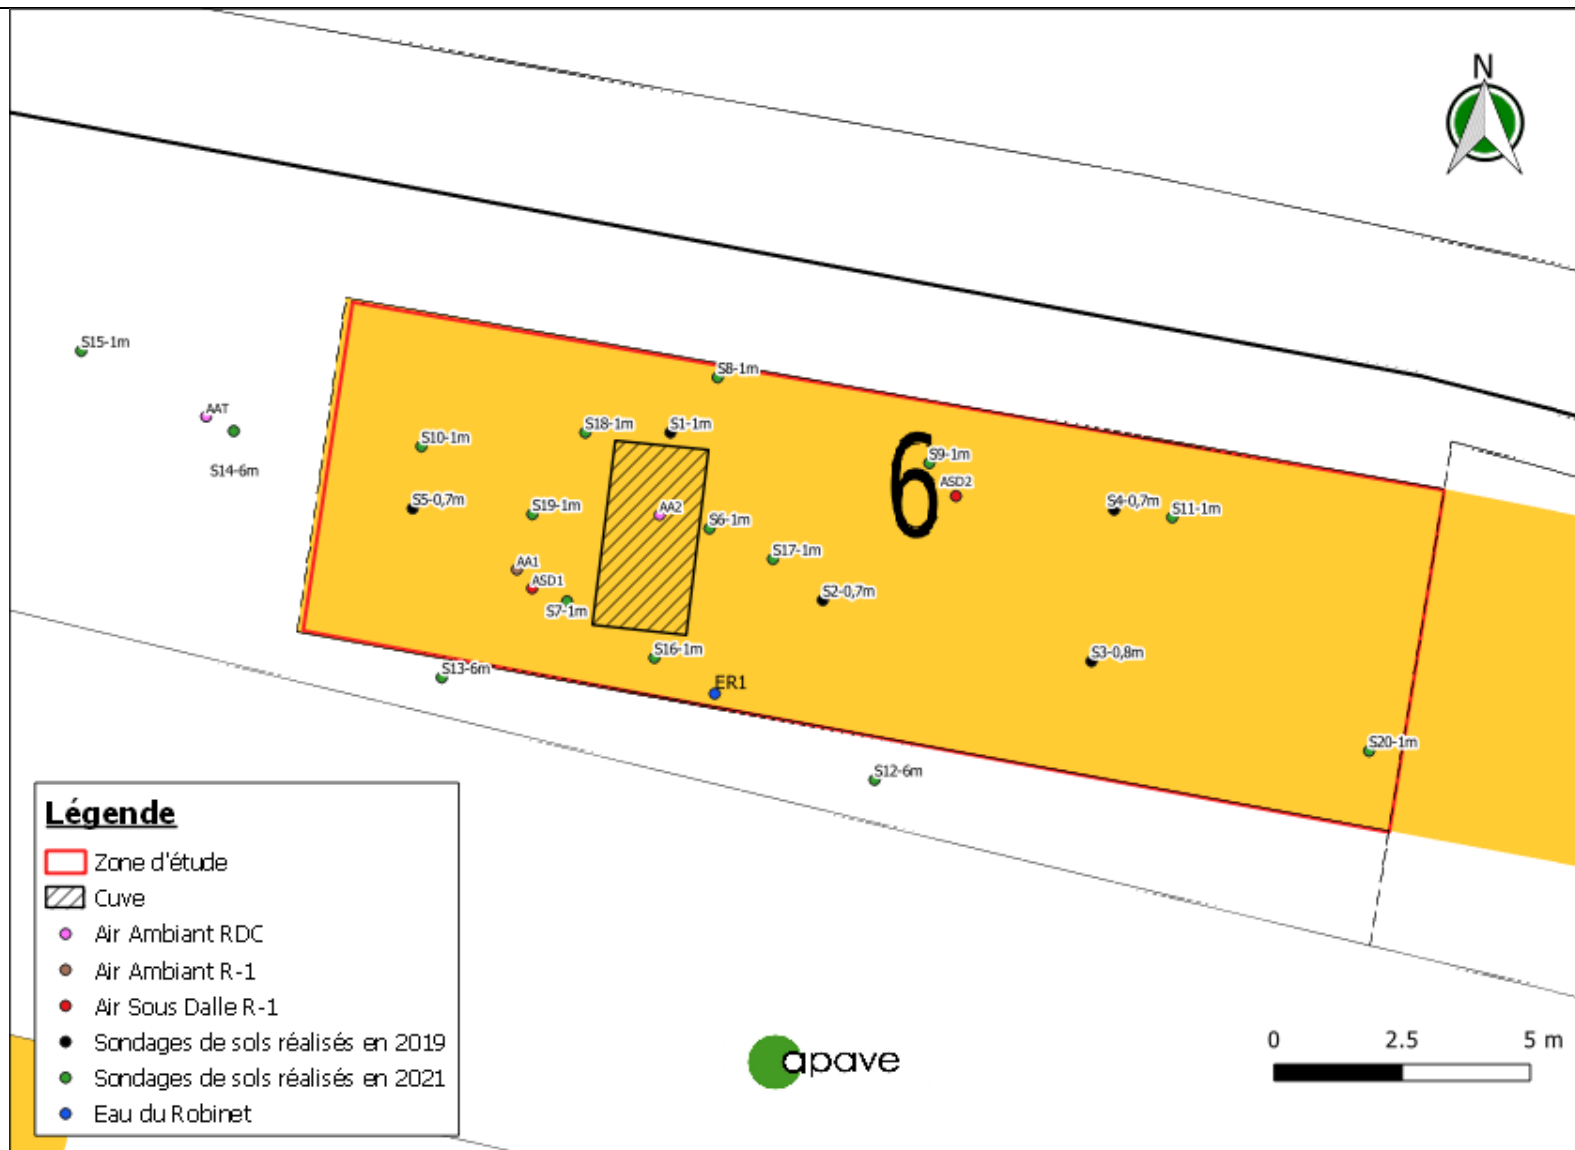 N
S15-1m
AAT
S14-6m
S8-1m
S10-1m
S18-1m
S1-1m
6
S9-1m
ASD2
S5-0,7m
S19-1m
AA2
S6-1m
S4-0,7m
S11-1m
S17-1m
AA1
ASD1
S7-1m
S2-0,7m
S16-1m
S3-0,8m
S13-6m
ER1
S20-1m
S12-6m
Légende
Zone d'étude
Cuve
Air Ambiant RDC
Air Ambiant R-1
Air Sous Dalle R-1
Sondages de sols réalisés en 2019
Sondages de sols réalisés en 2021
Eau du Robinet
apave
0 2.5 5 m